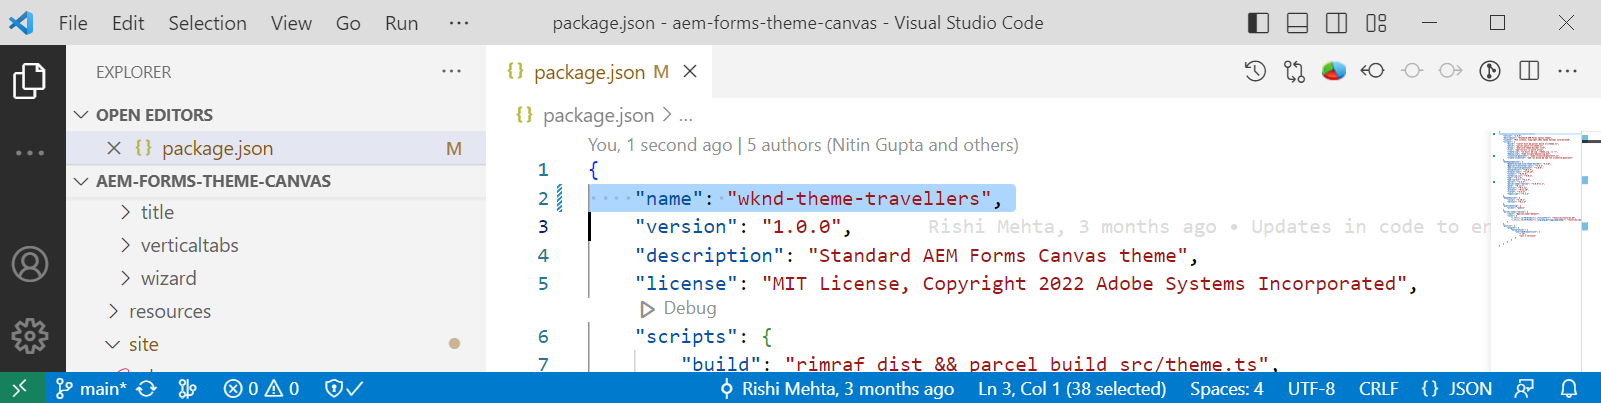 File Edit Selection View Go Run ··· package.json - aem-forms-theme-canvas - Visual Studio Code
EXPLORER ···
package.json M
OPEN EDITORS
package.json M
AEM-FORMS-THEME-CANVAS
title
verticaltabs
wizard
resources
site
package.json > ...
You, 1 second ago | 5 authors (Nitin Gupta and others)
1 {
2 "name": "wknd-theme-travellers",
3 "version": "1.0.0", Rishi Mehta, 3 months ago • Updates in code to en
4 "description": "Standard AEM Forms Canvas theme",
5 "license": "MIT License, Copyright 2022 Adobe Systems Incorporated",
Debug
6 "scripts": {
7 "build": "rimraf dist && parcel build src/theme.ts",
main* 0 0 Rishi Mehta, 3 months ago Ln 3, Col 1 (38 selected) Spaces: 4 UTF-8 CRLF {} JSON